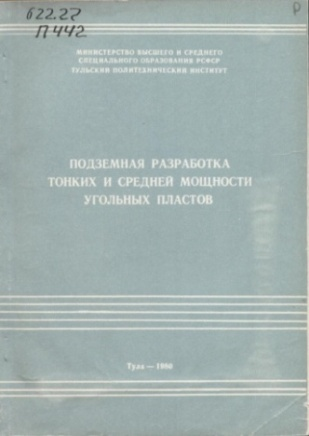 622.27
П442
Р
МИНИСТЕРСТВО ВЫСШЕГО И СРЕДНЕГО
СПЕЦИАЛЬНОГО ОБРАЗОВАНИЯ РСФСР
ТУЛЬСКИЙ ПОЛИТЕХНИЧЕСКИЙ ИНСТИТУТ
ПОДЗЕМНАЯ РАЗРАБОТКА
ТОНКИХ И СРЕДНЕЙ МОЩНОСТИ
УГОЛЬНЫХ ПЛАСТОВ
Тула — 1980